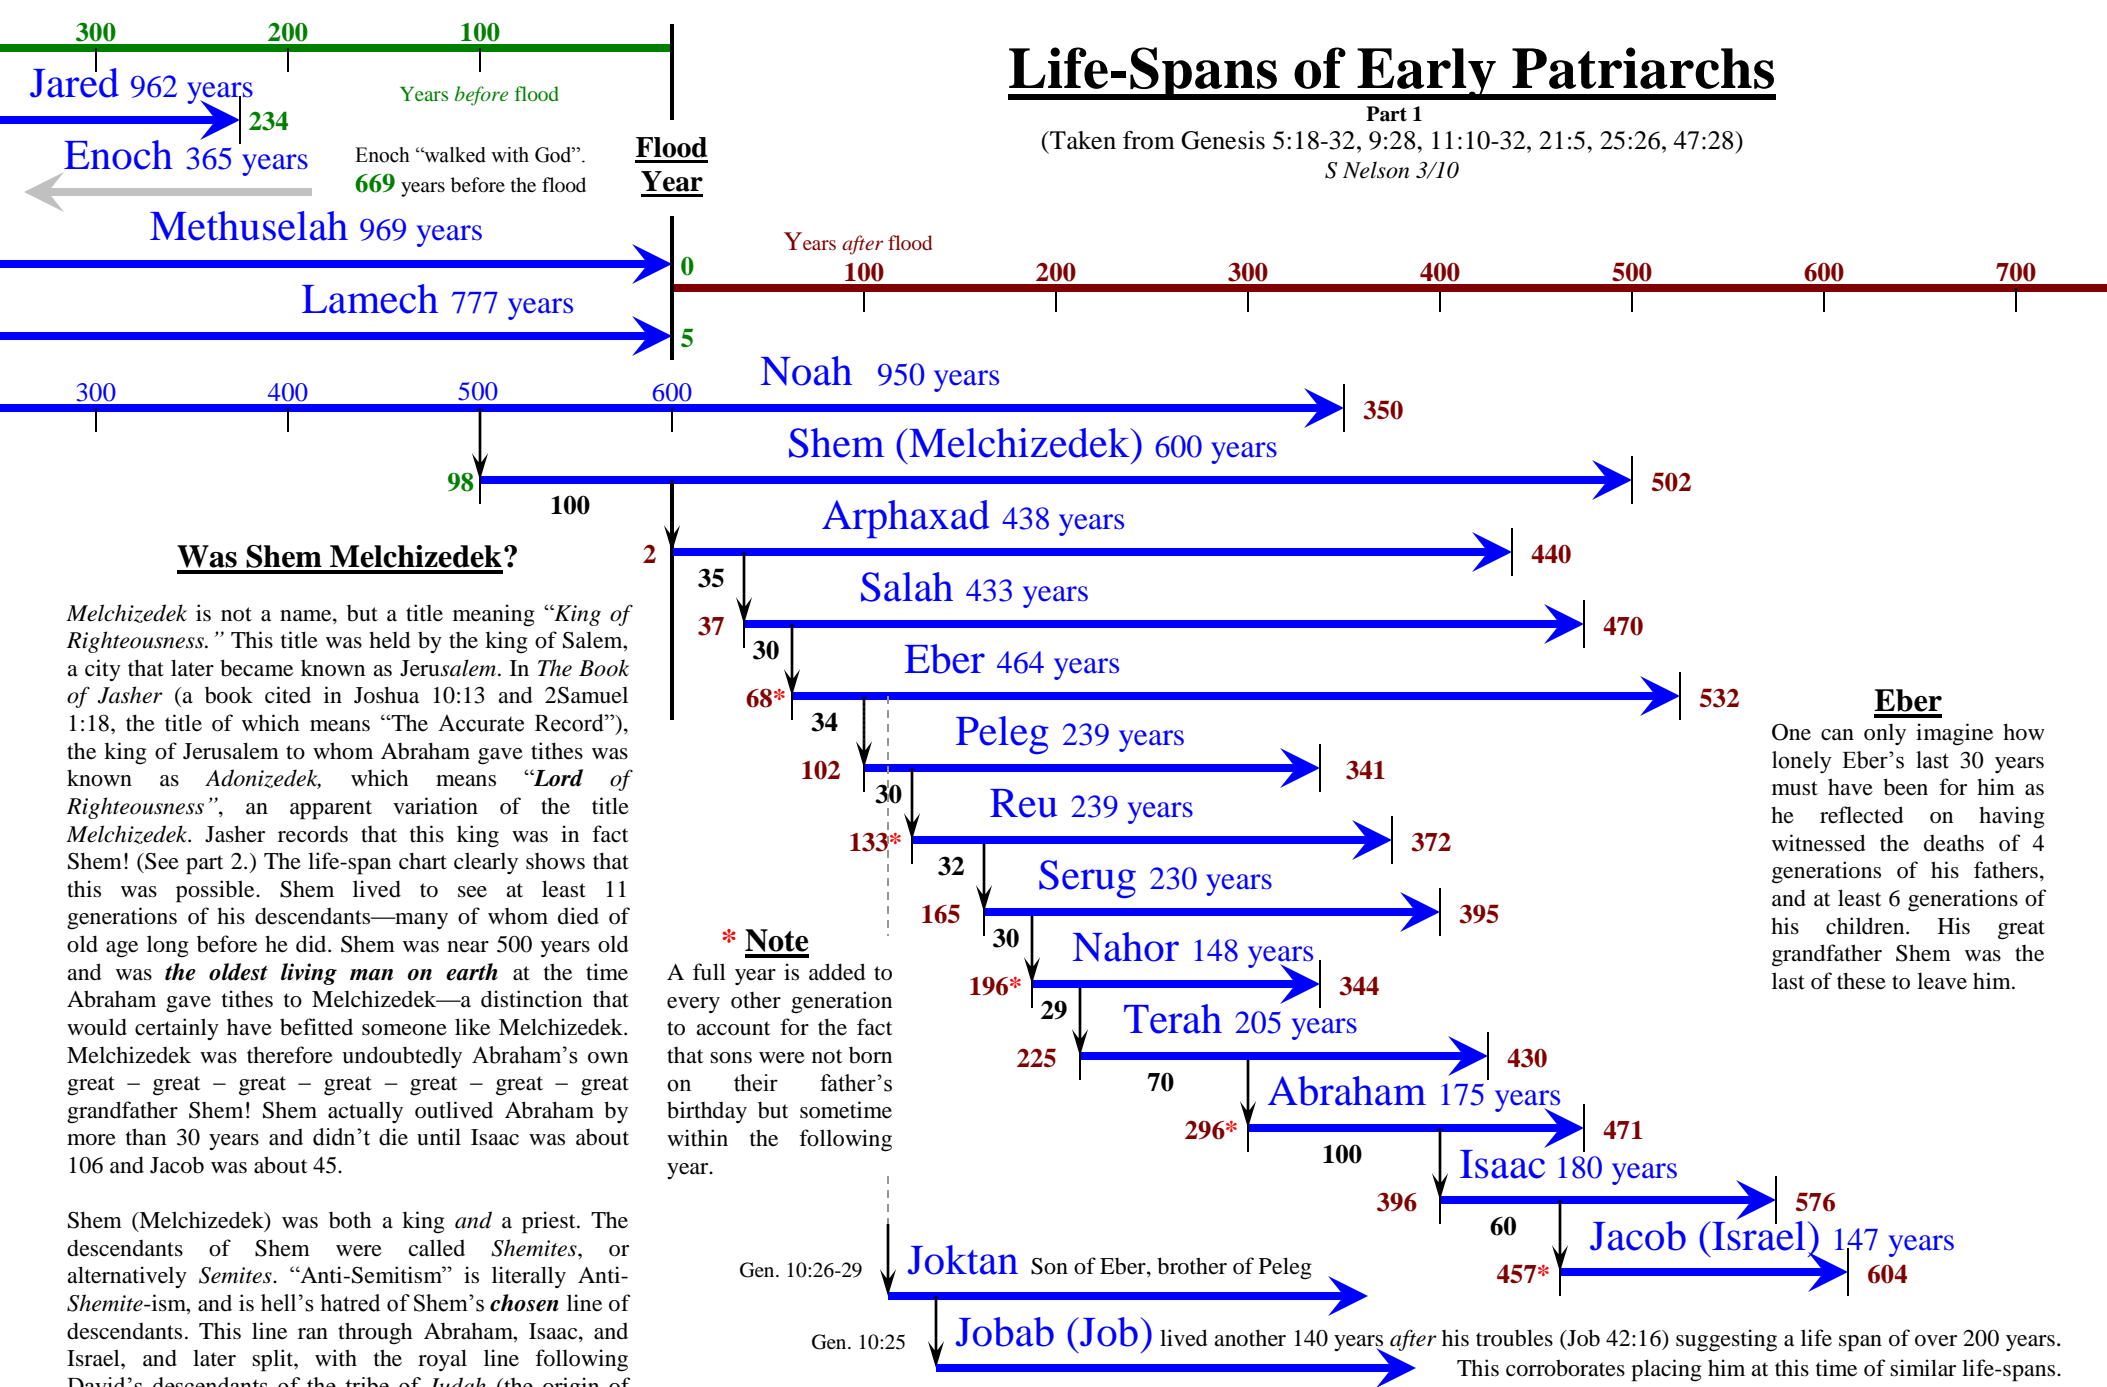 300 200 100
Life-Spans of Early Patriarchs
Part 1
(Taken from Genesis 5:18-32, 9:28, 11:10-32, 21:5, 25:26, 47:28)
S Nelson 3/10
Jared 962 years
Years before flood
234
Enoch 365 years
Enoch “walked with God”.
669 years before the flood
Flood
Year
Methuselah 969 years
0
Years after flood
100 200 300 400 500 600 700
Lamech 777 years
5
Noah 950 years
300 400 500 600
350
Shem (Melchizedek) 600 years
98
502
100
Arphaxad 438 years
2
440
35
Salah 433 years
37
470
30
Eber 464 years
68*
532
34
Peleg 239 years
102
341
30
Reu 239 years
133*
372
32
Serug 230 years
165
395
30
Nahor 148 years
196*
344
29
Terah 205 years
225
430
70
Abraham 175 years
296*
471
100
Isaac 180 years
396
576
60
Jacob (Israel) 147 years
457*
604
Gen. 10:26-29
Joktan Son of Eber, brother of Peleg
Gen. 10:25
Jobab (Job) lived another 140 years after his troubles (Job 42:16) suggesting a life span of over 200 years.
This corroborates placing him at this time of similar life-spans.
Was Shem Melchizedek?
Melchizedek is not a name, but a title meaning “King of
Righteousness.” This title was held by the king of Salem,
a city that later became known as Jerusalem. In The Book
of Jasher (a book cited in Joshua 10:13 and 2Samuel
1:18, the title of which means “The Accurate Record”),
the king of Jerusalem to whom Abraham gave tithes was
known as Adonizedek, which means “Lord of
Righteousness”, an apparent variation of the title
Melchizedek. Jasher records that this king was in fact
Shem! (See part 2.) The life-span chart clearly shows that
this was possible. Shem lived to see at least 11
generations of his descendants—many of whom died of
old age long before he did. Shem was near 500 years old
and was the oldest living man on earth at the time
Abraham gave tithes to Melchizedek—a distinction that
would certainly have befitted someone like Melchizedek.
Melchizedek was therefore undoubtedly Abraham’s own
great – great – great – great – great – great – great
grandfather Shem! Shem actually outlived Abraham by
more than 30 years and didn’t die until Isaac was about
106 and Jacob was about 45.
Shem (Melchizedek) was both a king and a priest. The
descendants of Shem were called Shemites, or
alternatively Semites. “Anti-Semitism” is literally Anti-
Shemite-ism, and is hell’s hatred of Shem’s chosen line of
descendants. This line ran through Abraham, Isaac, and
Israel, and later split, with the royal line following
David’s descendants of the tribe of Judah (the origin of
* Note
A full year is added to
every other generation
to account for the fact
that sons were not born
on their father’s
birthday but sometime
within the following
year.
Eber
One can only imagine how
lonely Eber’s last 30 years
must have been for him as
he reflected on having
witnessed the deaths of 4
generations of his fathers,
and at least 6 generations of
his children. His great
grandfather Shem was the
last of these to leave him.